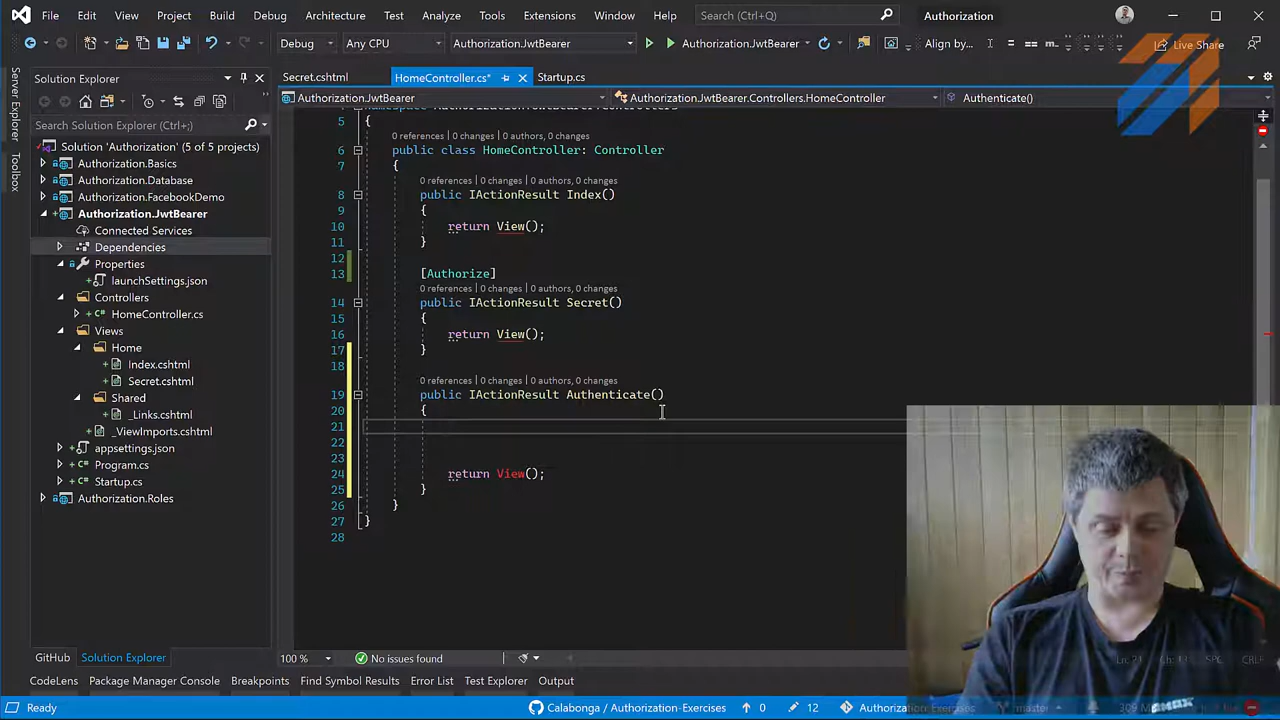 File Edit View Project Build Debug Architecture Test Analyze Tools Extensions Window Help Search (Ctrl+Q) Authorization
Debug Any CPU Authorization.JwtBearer Authorization.JwtBearer Align by... Live Share
Server Explorer
Toolbox
Solution Explorer
Search Solution Explorer (Ctrl+;)
Solution 'Authorization' (5 of 5 projects)
Authorization.Basics
Authorization.Database
Authorization.FacebookDemo
Authorization.JwtBearer
Connected Services
Dependencies
Properties
launchSettings.json
Controllers
C# HomeController.cs
Views
Home
Index.cshtml
Secret.cshtml
Shared
_Links.cshtml
_ViewImports.cshtml
appsettings.json
C# Program.cs
C# Startup.cs
Authorization.Roles
GitHub Solution Explorer
Secret.cshtml HomeController.cs* Startup.cs
Authorization.JwtBearer Authorization.JwtBearer.Controllers.HomeController Authenticate()
5 {
0 references | 0 changes | 0 authors, 0 changes
6 public class HomeController: Controller
7 {
0 references | 0 changes | 0 authors, 0 changes
8 public IActionResult Index()
9 {
10 return View();
11 }
12
13 [Authorize]
0 references | 0 changes | 0 authors, 0 changes
14 public IActionResult Secret()
15 {
16 return View();
17 }
18
0 references | 0 changes | 0 authors, 0 changes
19 public IActionResult Authenticate()
20 {
21
22
23
24 return View();
25 }
26 }
27 }
28
100 % No issues found
CodeLens Package Manager Console Breakpoints Find Symbol Results Error List Test Explorer Output
Ready Calabonga / Authorization-Exercises 0 12 Authorization-Exercises